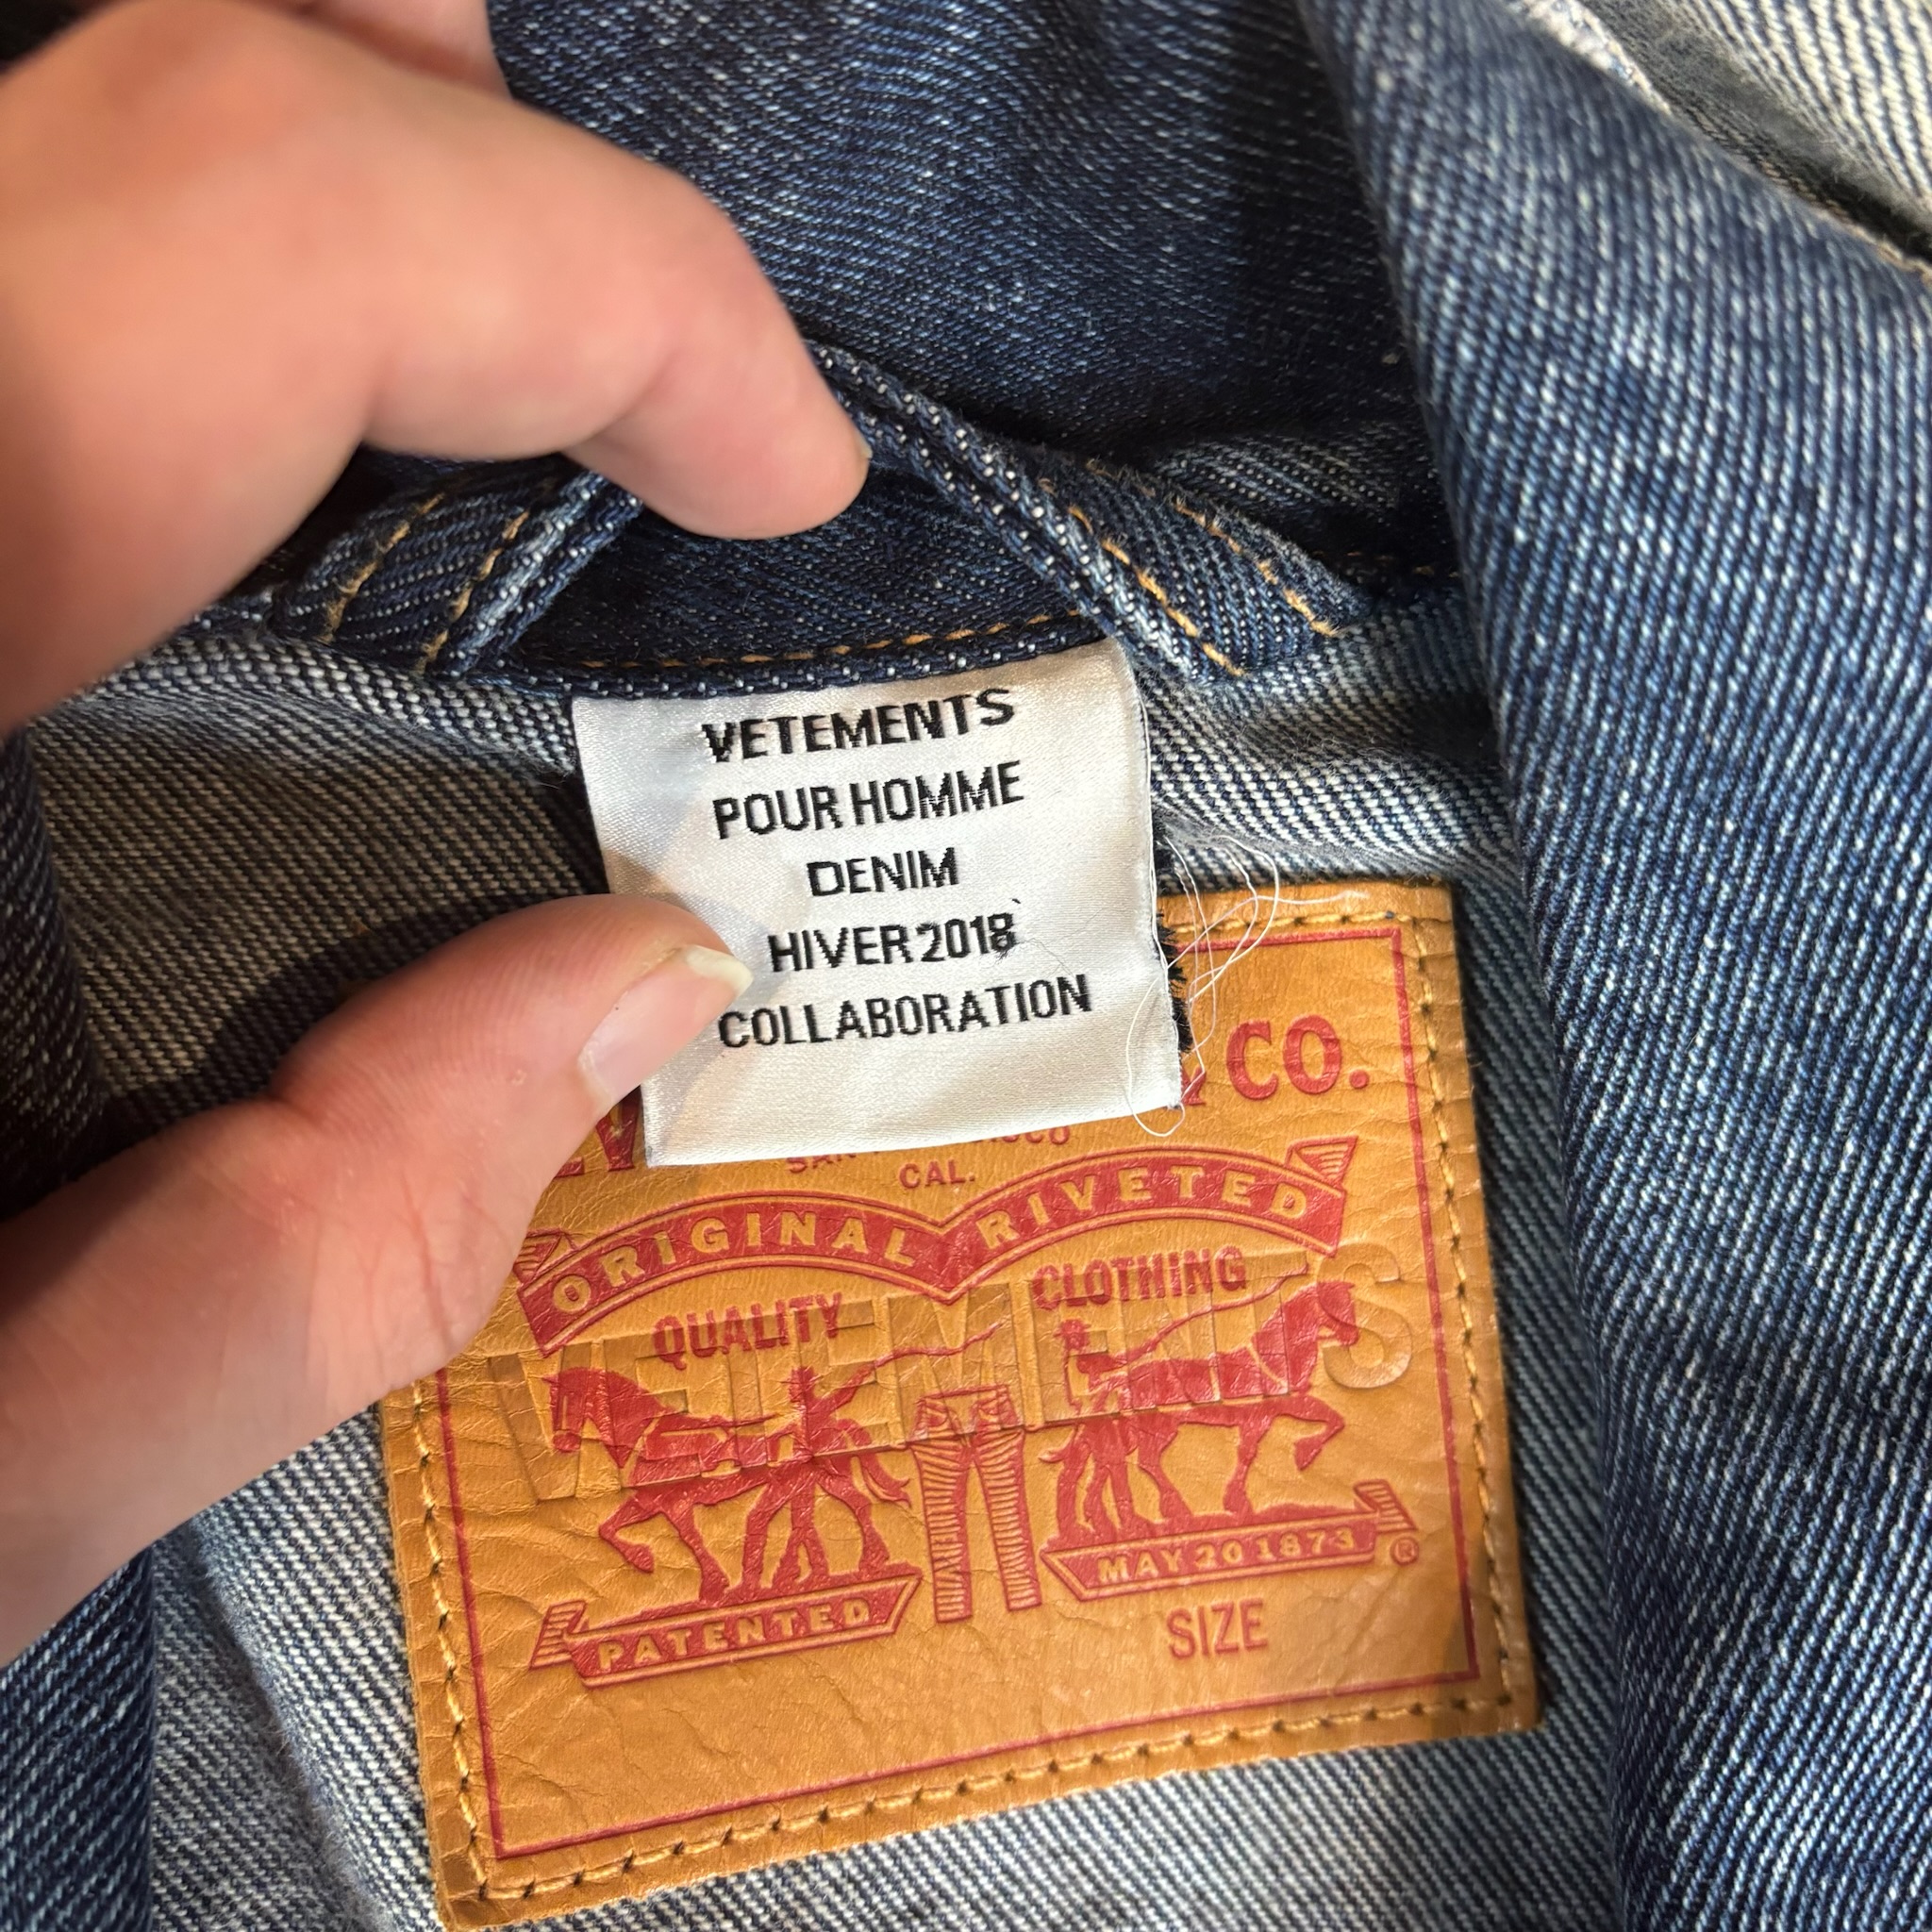 VETEMENTS
POUR HOMME
DENIM
HIVER 2018
COLLABORATION
CO.
CAL.
ORIGINAL RIVETED
QUALITY CLOTHING
VETEMENTS
PATENTED MAY 20 1873 ®
SIZE